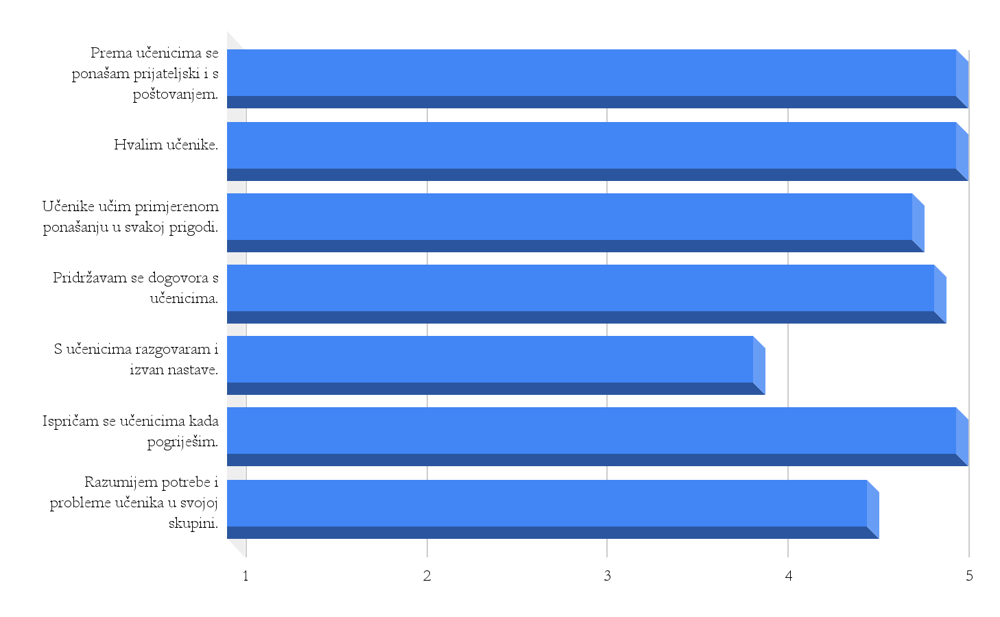 Prema učenicima se
ponašam prijateljski i s
poštovanjem.
Hvalim učenike.
Učenike učim primjerenom
ponašanju u svakoj prigodi.
Pridržavam se dogovora s
učenicima.
S učenicima razgovaram i
izvan nastave.
Ispričam se učenicima kada
pogriješim.
Razumijem potrebe i
probleme učenika u svojoj
skupini.
1 2 3 4 5